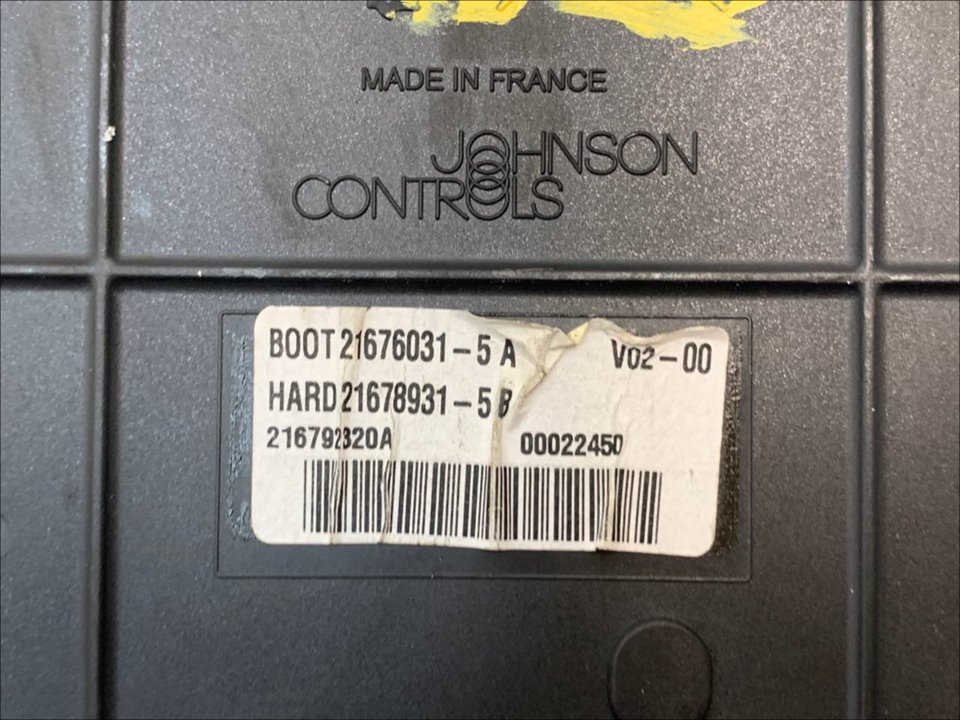 MADE IN FRANCE
JOHNSON
CONTROLS
BOOT 21676031-5 A V02-00
HARD 21678931-5 B
216792320A 00022450